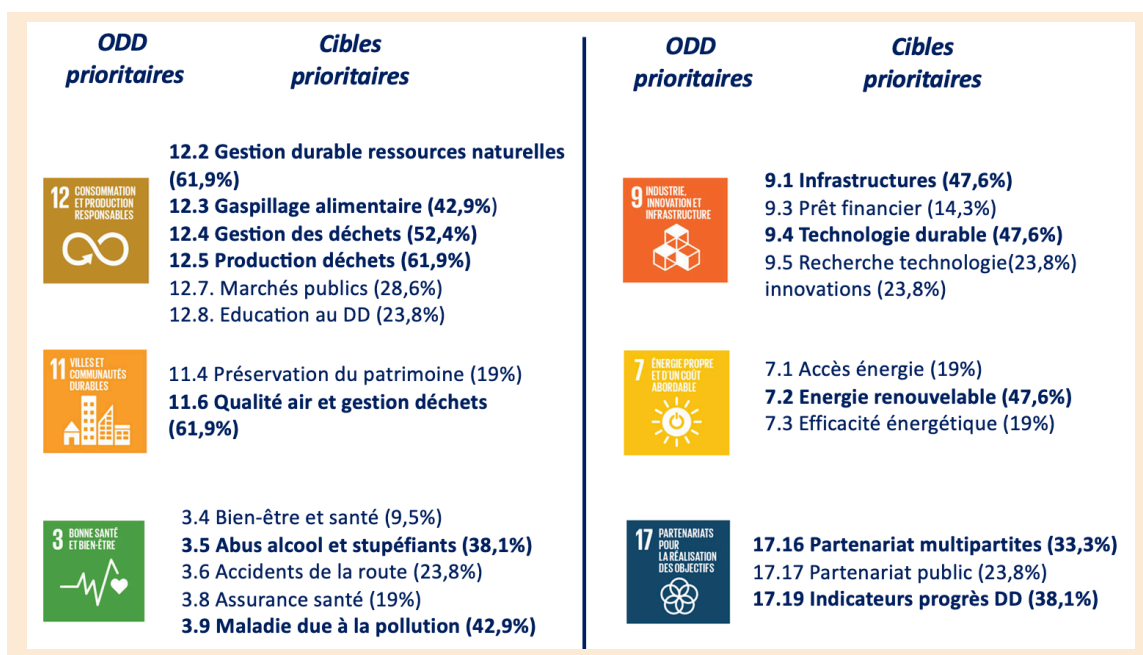 ODD
prioritaires
Cibles
prioritaires
12 CONSOMMATION
ET PRODUCTION
RESPONSABLES
12.2 Gestion durable ressources naturelles
(61,9%)
12.3 Gaspillage alimentaire (42,9%)
12.4 Gestion des déchets (52,4%)
12.5 Production déchets (61,9%)
12.7. Marchés publics (28,6%)
12.8. Education au DD (23,8%)
11 VILLES ET
COMMUNAUTÉS
DURABLES
11.4 Préservation du patrimoine (19%)
11.6 Qualité air et gestion déchets
(61,9%)
3 BONNE SANTÉ
ET BIEN-ÊTRE
3.4 Bien-être et santé (9,5%)
3.5 Abus alcool et stupéfiants (38,1%)
3.6 Accidents de la route (23,8%)
3.8 Assurance santé (19%)
3.9 Maladie due à la pollution (42,9%)
ODD
prioritaires
Cibles
prioritaires
9 INDUSTRIE,
INNOVATION ET
INFRASTRUCTURE
9.1 Infrastructures (47,6%)
9.3 Prêt financier (14,3%)
9.4 Technologie durable (47,6%)
9.5 Recherche technologie(23,8%)
innovations (23,8%)
7 ÉNERGIE PROPRE
ET D'UN COÛT
ABORDABLE
7.1 Accès énergie (19%)
7.2 Energie renouvelable (47,6%)
7.3 Efficacité énergétique (19%)
17 PARTENARIATS
POUR
LA RÉALISATION
DES OBJECTIFS
17.16 Partenariat multipartites (33,3%)
17.17 Partenariat public (23,8%)
17.19 Indicateurs progrès DD (38,1%)